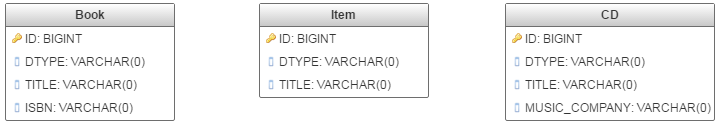 Book
ID: BIGINT
DTYPE: VARCHAR(0)
TITLE: VARCHAR(0)
ISBN: VARCHAR(0)
Item
ID: BIGINT
DTYPE: VARCHAR(0)
TITLE: VARCHAR(0)
CD
ID: BIGINT
DTYPE: VARCHAR(0)
TITLE: VARCHAR(0)
MUSIC_COMPANY: VARCHAR(0)